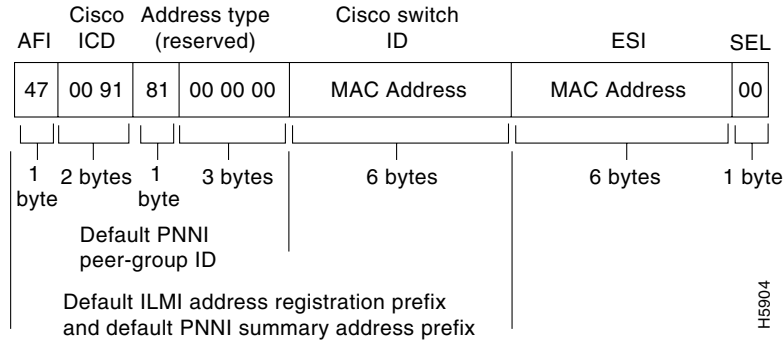 AFI
Cisco ICD
Address type (reserved)
Cisco switch ID
ESI
SEL
47 00 91 81 00 00 00 MAC Address MAC Address 00
1 byte
2 bytes
1 byte
3 bytes
6 bytes
6 bytes
1 byte
Default PNNI
peer-group ID
Default ILMI address registration prefix
and default PNNI summary address prefix
H5904